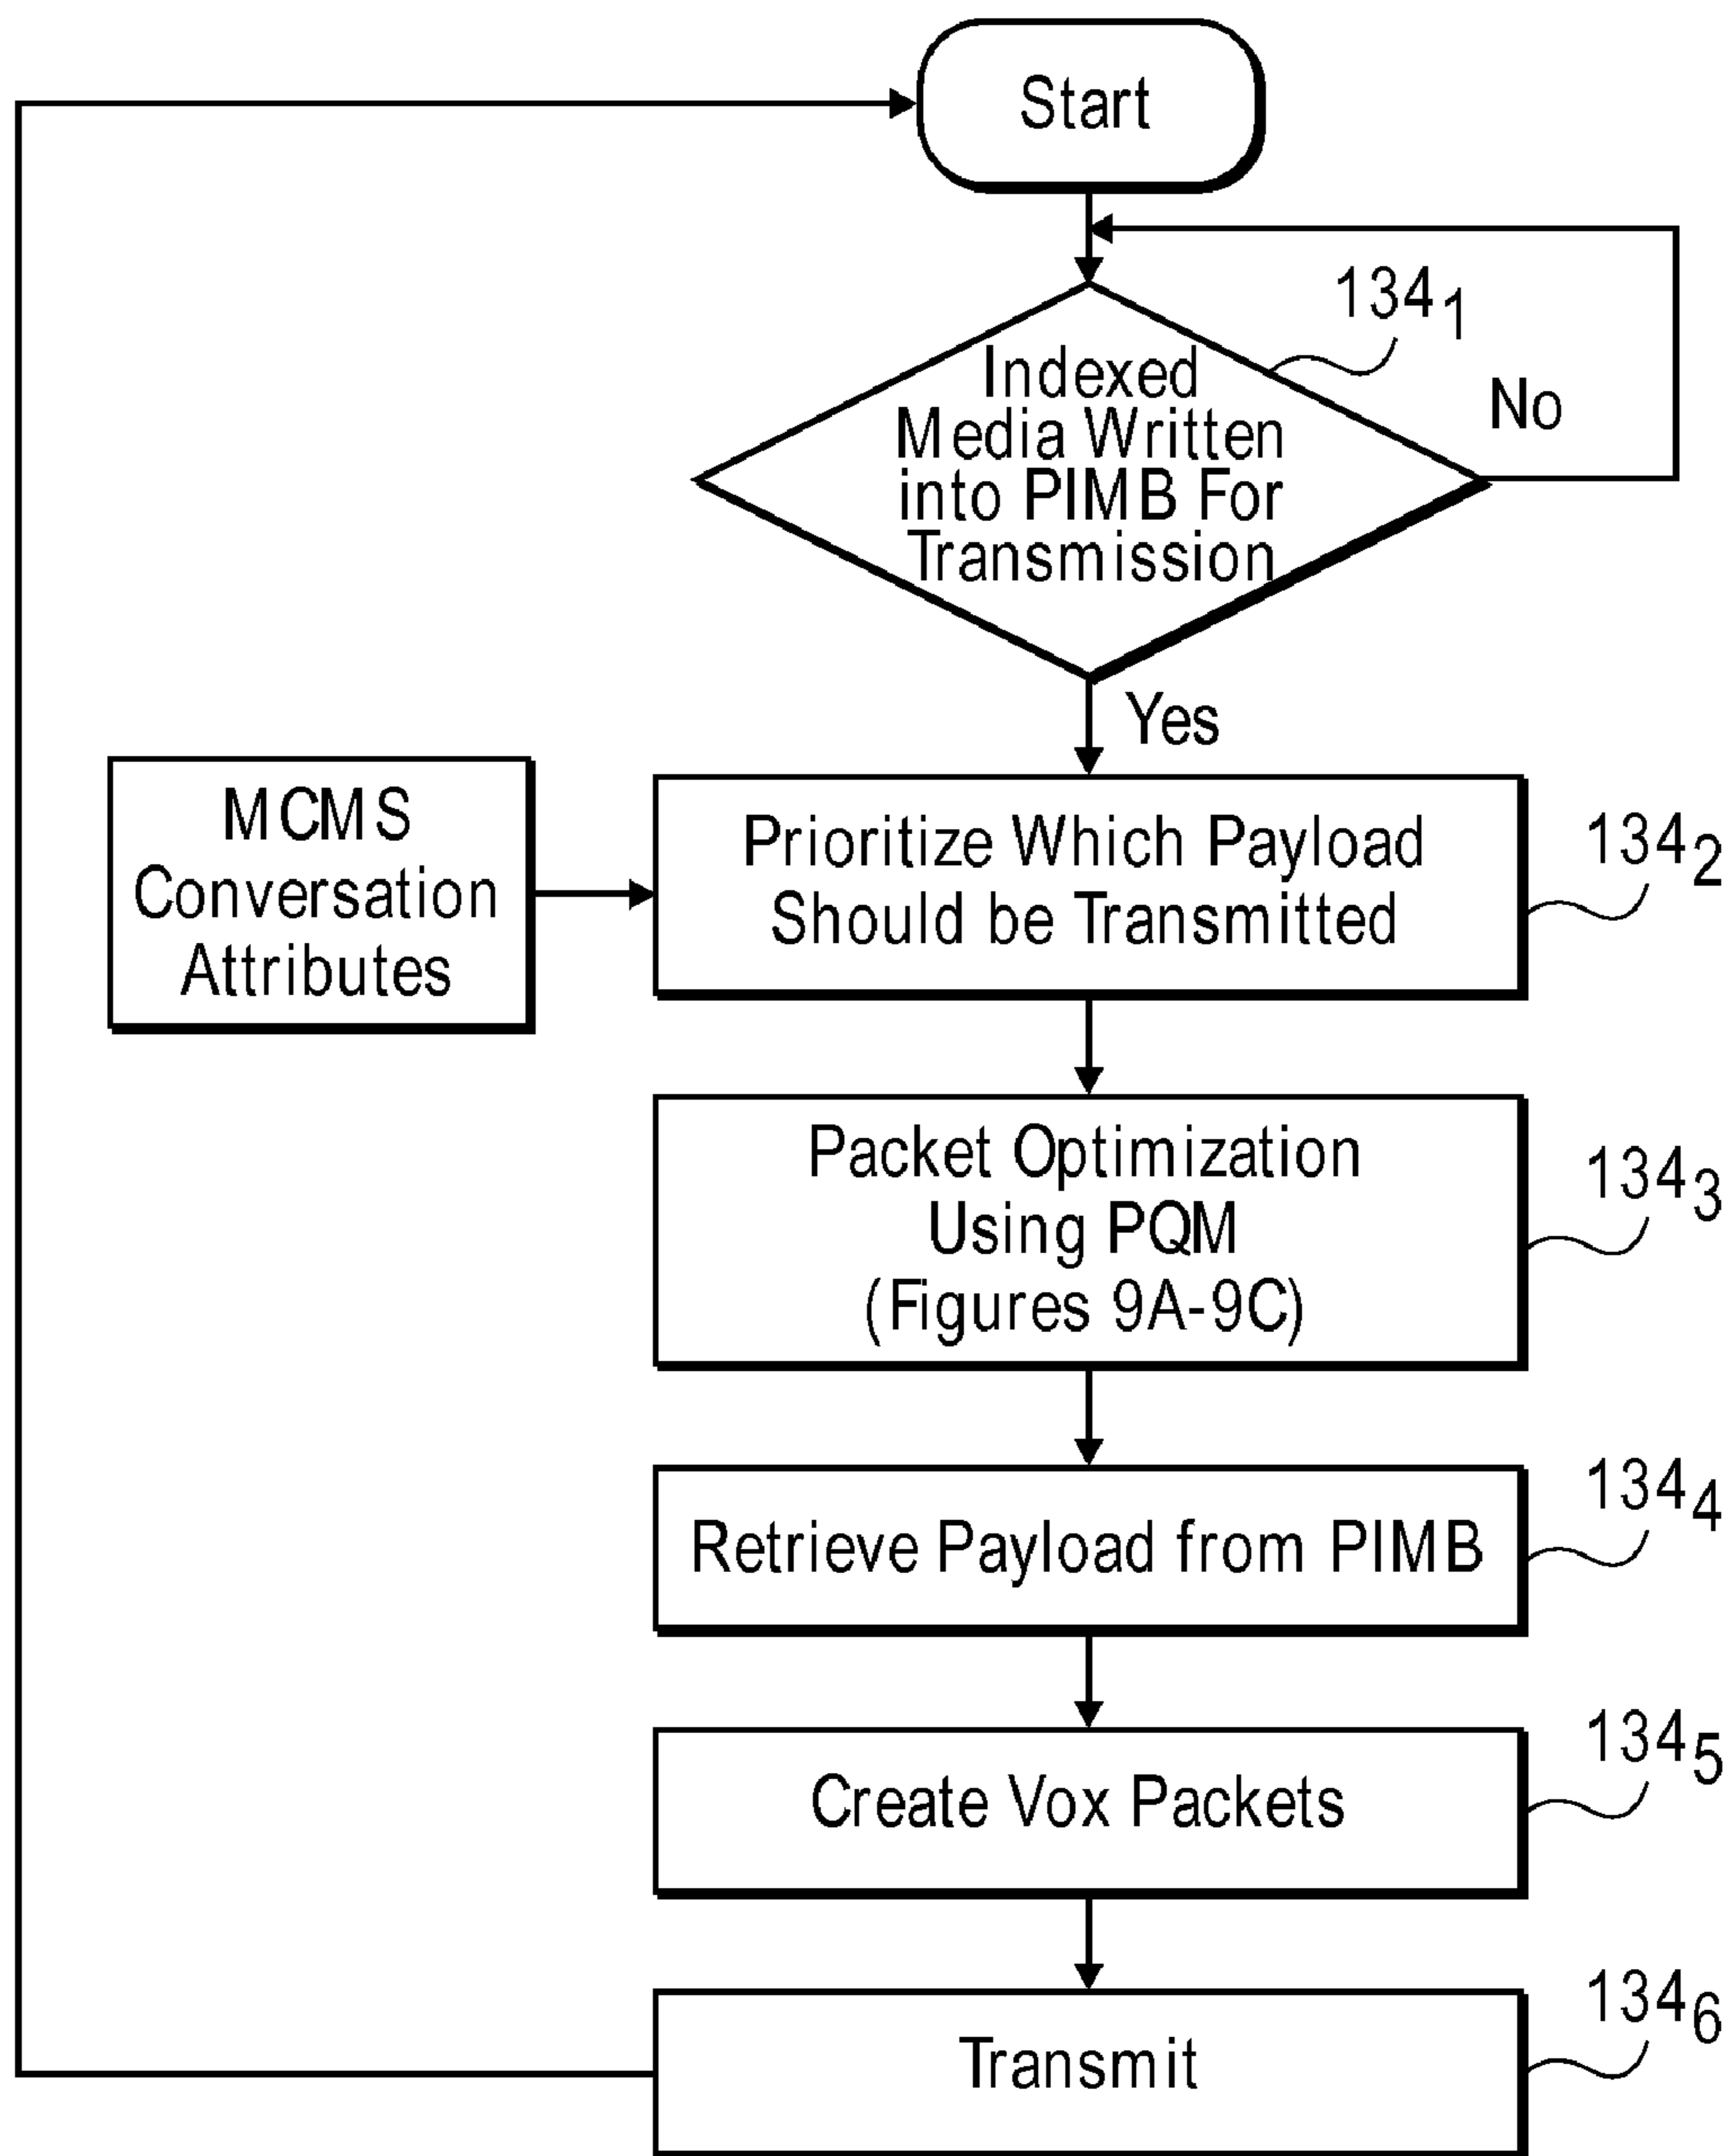 Start
134₁
Indexed
Media Written
into PIMB For
Transmission
No
Yes
MCMS
Conversation
Attributes
Prioritize Which Payload
Should be Transmitted
134₂
Packet Optimization
Using PQM
(Figures 9A-9C)
134₃
Retrieve Payload from PIMB
134₄
Create Vox Packets
134₅
Transmit
134₆